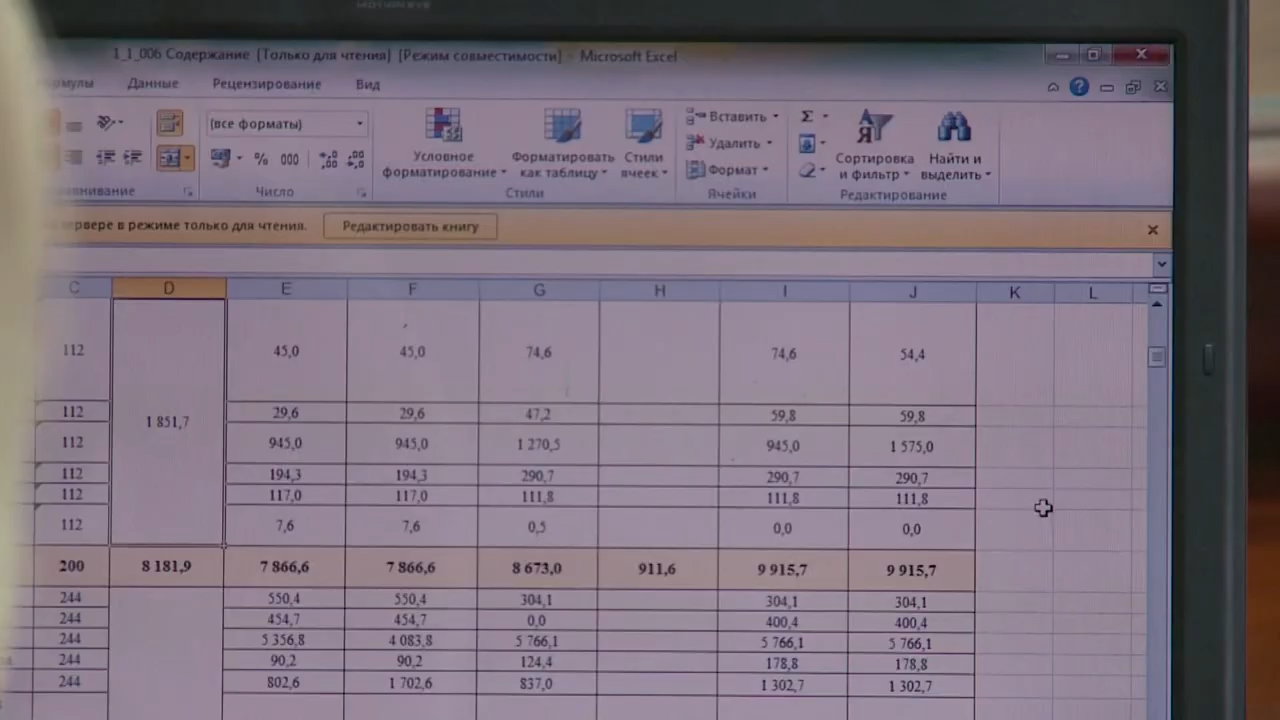 1_1_006 Содержание [Только для чтения] [Режим совместимости] - Microsoft Excel
Данные Рецензирование Вид
(все форматы)
% 000
Условное форматирование
Форматировать как таблицу
Стили ячеек
Вставить
Удалить
Формат
Σ
Сортировка и фильтр
Найти и выделить
Число Стили Ячейки Редактирование
в режиме только для чтения. Редактировать книгу
C D E F G H I J K L
112 45,0 45,0 74,6 74,6 54,4
112 29,6 29,6 47,2 59,8 59,8
1 851,7
112 945,0 945,0 1 270,5 945,0 1 575,0
112 194,3 194,3 290,7 290,7 290,7
112 117,0 117,0 111,8 111,8 111,8
112 7,6 7,6 0,5 0,0 0,0
200 8 181,9 7 866,6 7 866,6 8 673,0 911,6 9 915,7 9 915,7
244 550,4 550,4 304,1 304,1 304,1
244 454,7 454,7 0,0 400,4 400,4
244 5 356,8 4 083,8 5 766,1 5 766,1 5 766,1
244 90,2 90,2 124,4 178,8 178,8
244 802,6 1 702,6 837,0 1 302,7 1 302,7